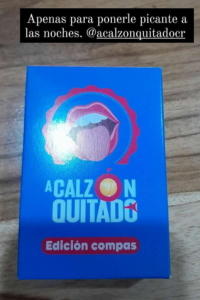 Apenas para ponerle picante a
las noches. @acalzonquitadocr
A CALZÓN
QUITADO
Edición compas